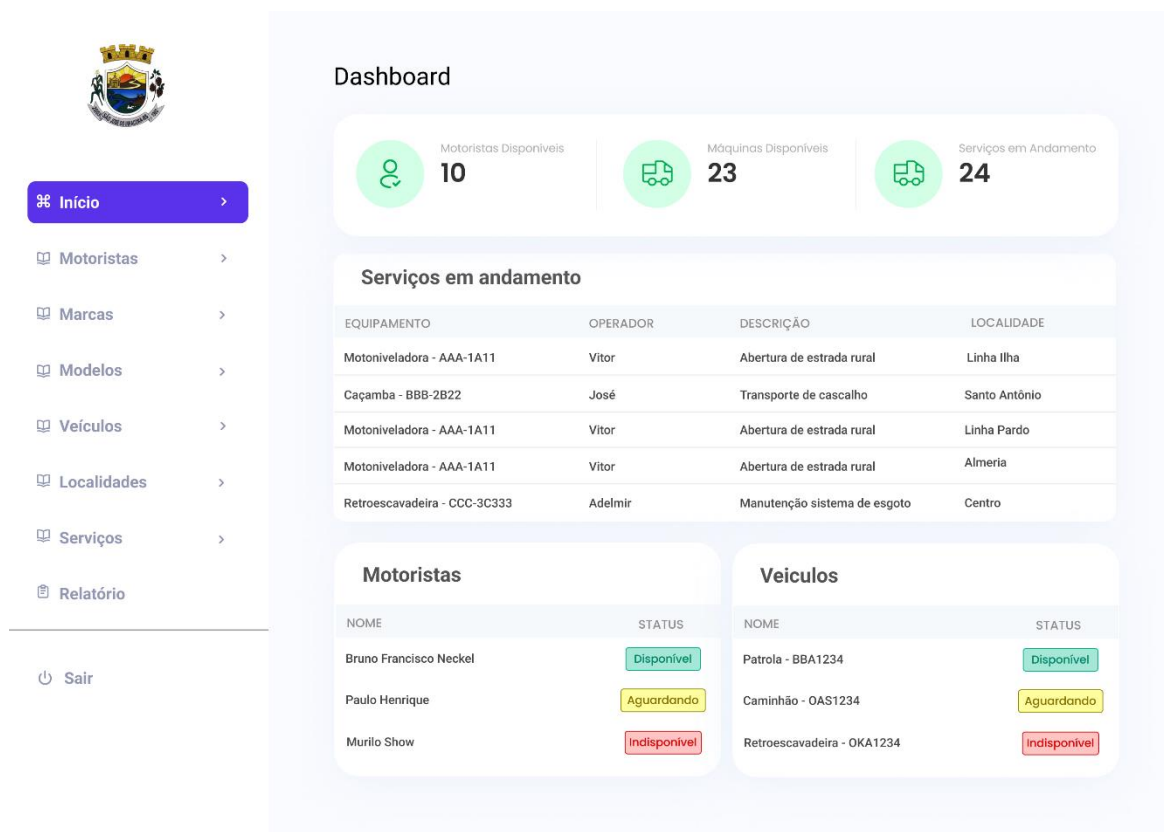 Dashboard
Motoristas Disponiveis
10
Máquinas Disponíveis
23
Serviços em Andamento
24
Início
Motoristas
Marcas
Modelos
Veículos
Localidades
Serviços
Relatório
Sair
Serviços em andamento
EQUIPAMENTO OPERADOR DESCRIÇÃO LOCALIDADE
Motoniveladora - AAA-1A11 Vitor Abertura de estrada rural Linha Ilha
Caçamba - BBB-2B22 José Transporte de cascalho Santo Antônio
Motoniveladora - AAA-1A11 Vitor Abertura de estrada rural Linha Pardo
Motoniveladora - AAA-1A11 Vitor Abertura de estrada rural Almeria
Retroescavadeira - CCC-3C333 Adelmir Manutenção sistema de esgoto Centro
Motoristas
NOME STATUS
Bruno Francisco Neckel Disponível
Paulo Henrique Aguardando
Murilo Show Indisponível
Veiculos
NOME STATUS
Patrola - BBA1234 Disponível
Caminhão - OAS1234 Aguardando
Retroescavadeira - OKA1234 Indisponível